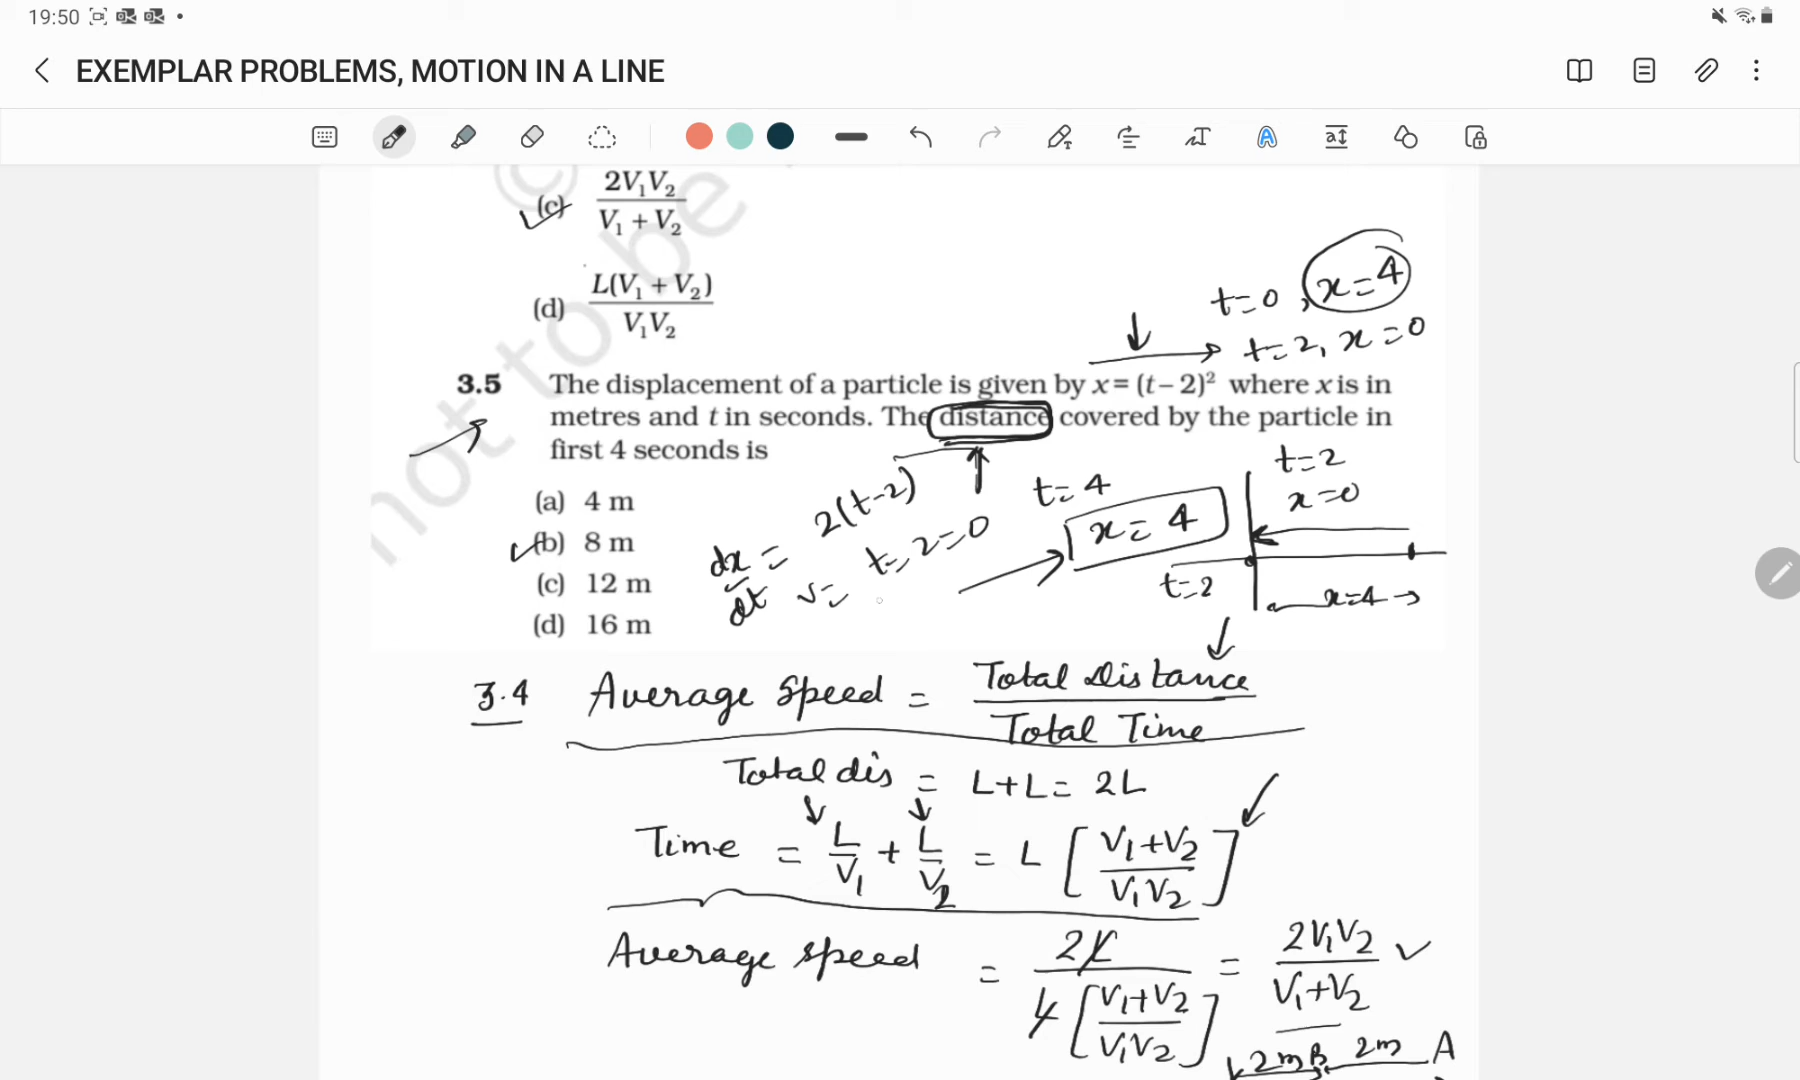 19:50
EXEMPLAR PROBLEMS, MOTION IN A LINE
©
not to be
(c) 2V₁V₂ / V₁ + V₂
(d) L(V₁ + V₂) / V₁V₂
t=0, x=4
t=2, x=0
3.5 The displacement of a particle is given by x = (t – 2)² where x is in
metres and t in seconds. The distance covered by the particle in
first 4 seconds is
(a) 4 m
(b) 8 m
(c) 12 m
(d) 16 m
dx/dt = 2(t-2)
v = t-2=0
t=4
x=4
t=2
x=0
t=2
x=4
3.4 Average Speed = Total Distance / Total Time
Total dis = L+L= 2L
Time = L/V₁ + L/V₂ = L [V₁+V₂ / V₁V₂]
Average speed = 2L / L [V₁+V₂ / V₁V₂] = 2V₁V₂ / V₁+V₂
2m B 2m A